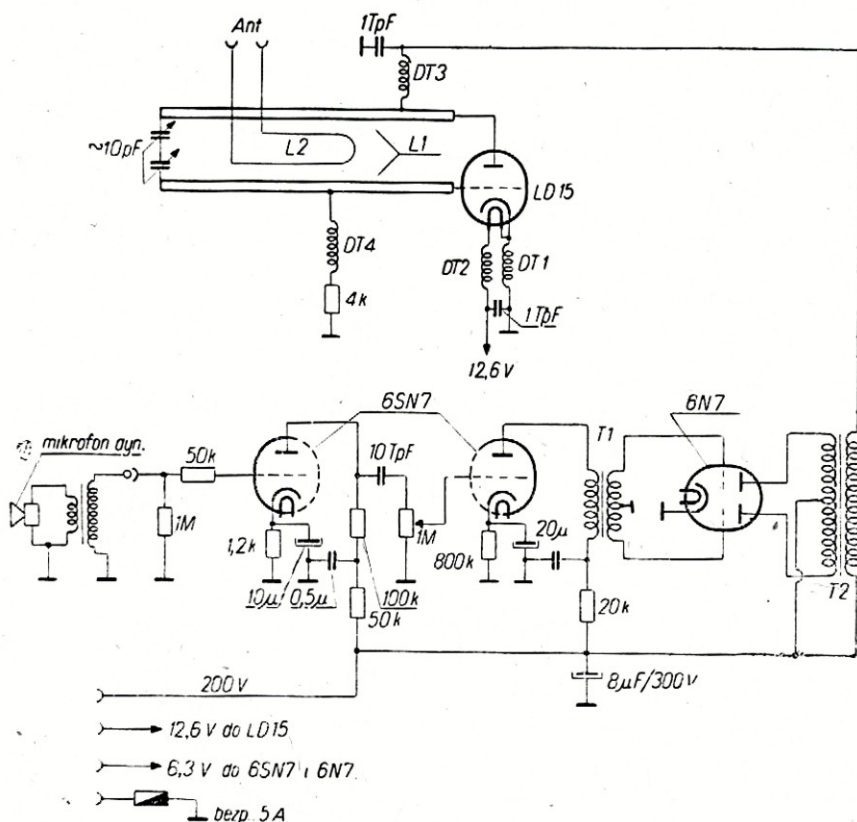 Ant
1TpF
DT3
~10pF
L2
L1
LD15
DT4
DT2
DT1
4k
1TpF
12,6 V
6SN7
6N7
mikrofon dyn.
50k
10TpF
T1
1M
1,2k
1M
800k
20µ
10µ
0,5µ
100k
50k
20k
T2
200V
8µF/300V
12,6 V do LD15
6,3 V do 6SN7 i 6N7
bezp. 5A